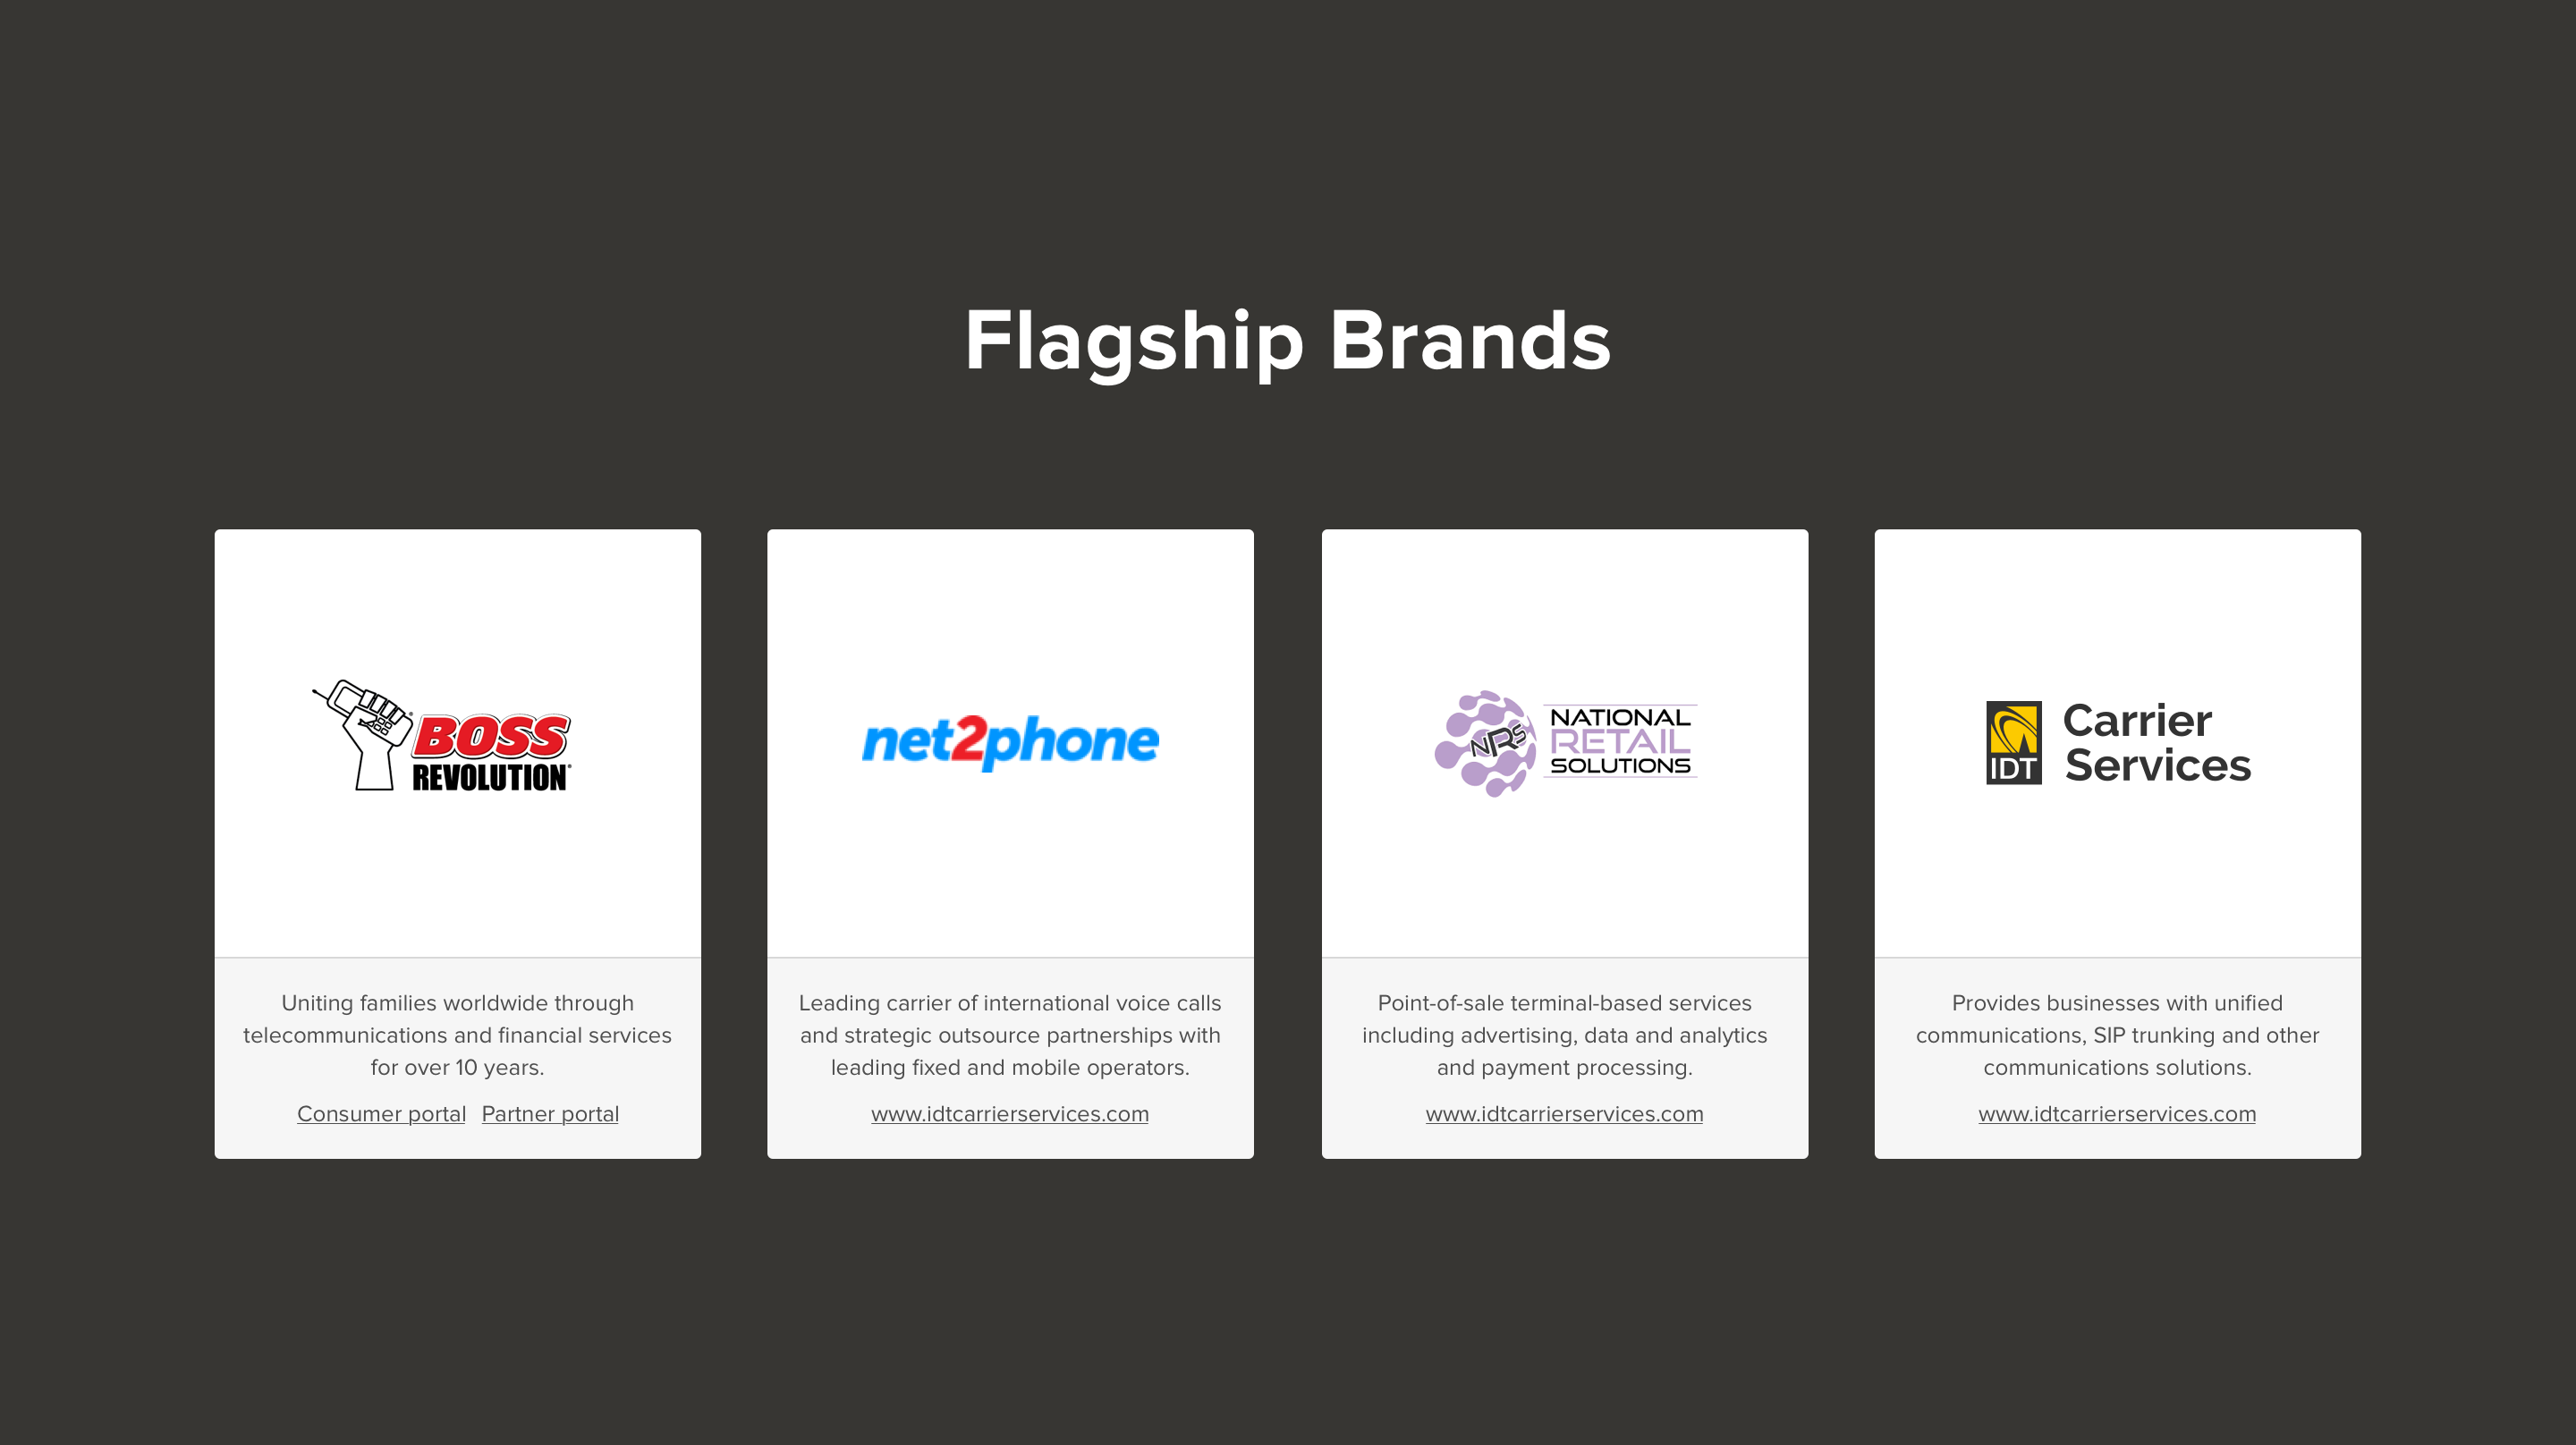 Flagship Brands
BOSS
REVOLUTION®
Uniting families worldwide through
telecommunications and financial services
for over 10 years.
Consumer portal Partner portal
net2phone
Leading carrier of international voice calls
and strategic outsource partnerships with
leading fixed and mobile operators.
www.idtcarrierservices.com
NRS
NATIONAL
RETAIL
SOLUTIONS
Point-of-sale terminal-based services
including advertising, data and analytics
and payment processing.
www.idtcarrierservices.com
IDT
Carrier
Services
Provides businesses with unified
communications, SIP trunking and other
communications solutions.
www.idtcarrierservices.com